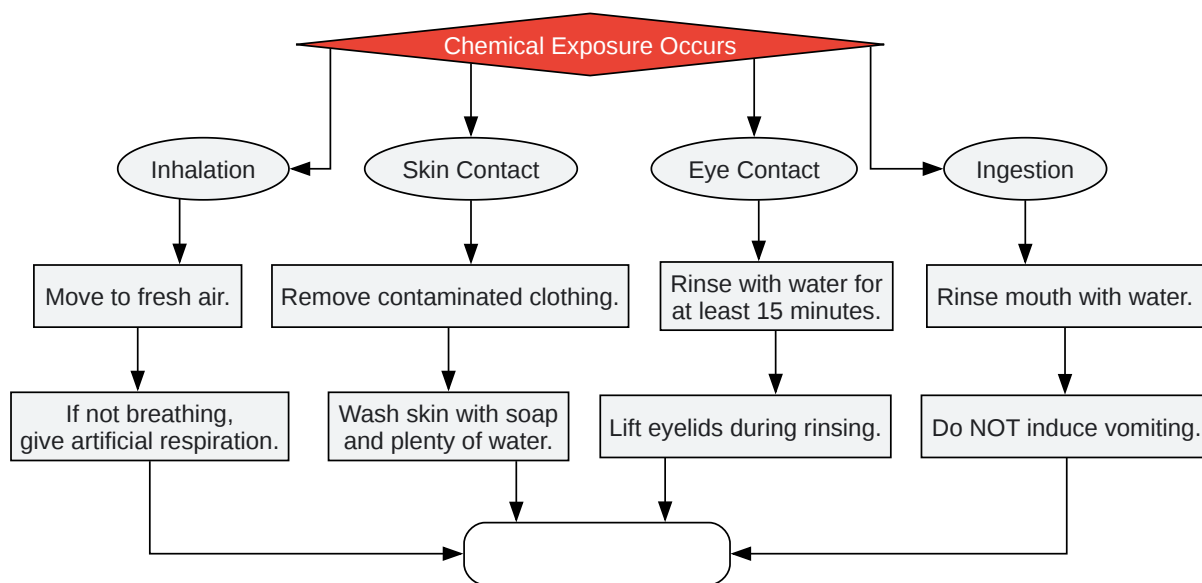 Chemical Exposure Occurs
Inhalation
Skin Contact
Eye Contact
Ingestion
Move to fresh air.
Remove contaminated clothing.
Rinse with water for
at least 15 minutes.
Rinse mouth with water.
If not breathing,
give artificial respiration.
Wash skin with soap
and plenty of water.
Lift eyelids during rinsing.
Do NOT induce vomiting.